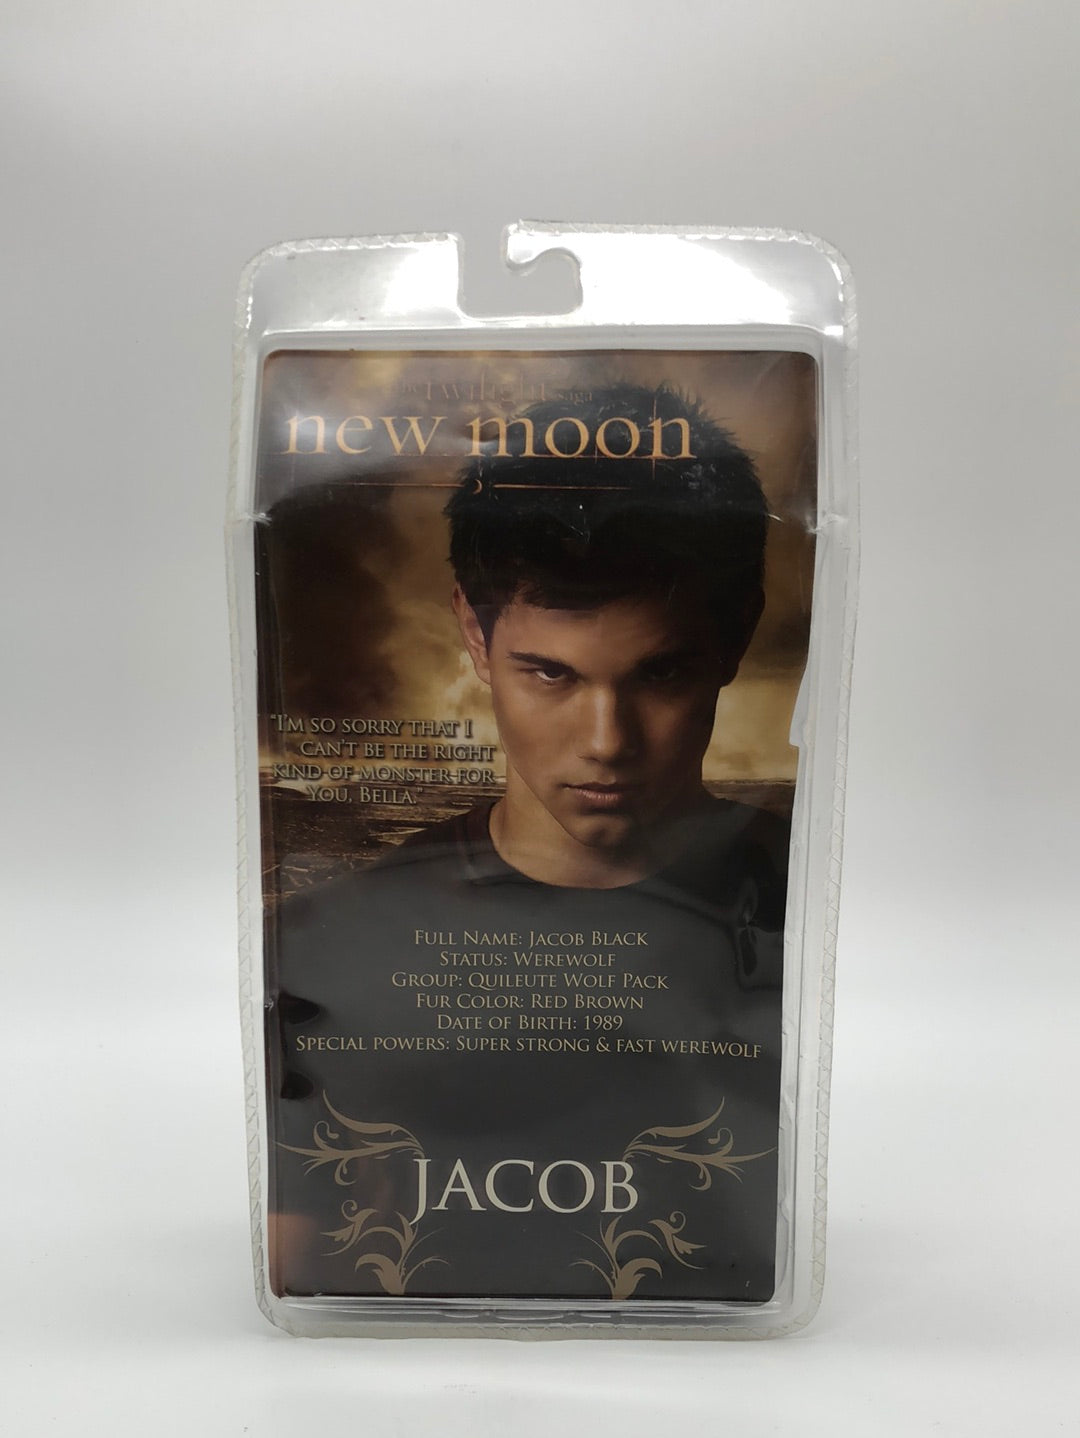 the twilight saga
new moon
"I'M SO SORRY THAT I
CAN'T BE THE RIGHT
KIND OF MONSTER FOR
YOU, BELLA."
FULL NAME: JACOB BLACK
STATUS: WEREWOLF
GROUP: QUILEUTE WOLF PACK
FUR COLOR: RED BROWN
DATE OF BIRTH: 1989
SPECIAL POWERS: SUPER STRONG & FAST WEREWOLF
JACOB